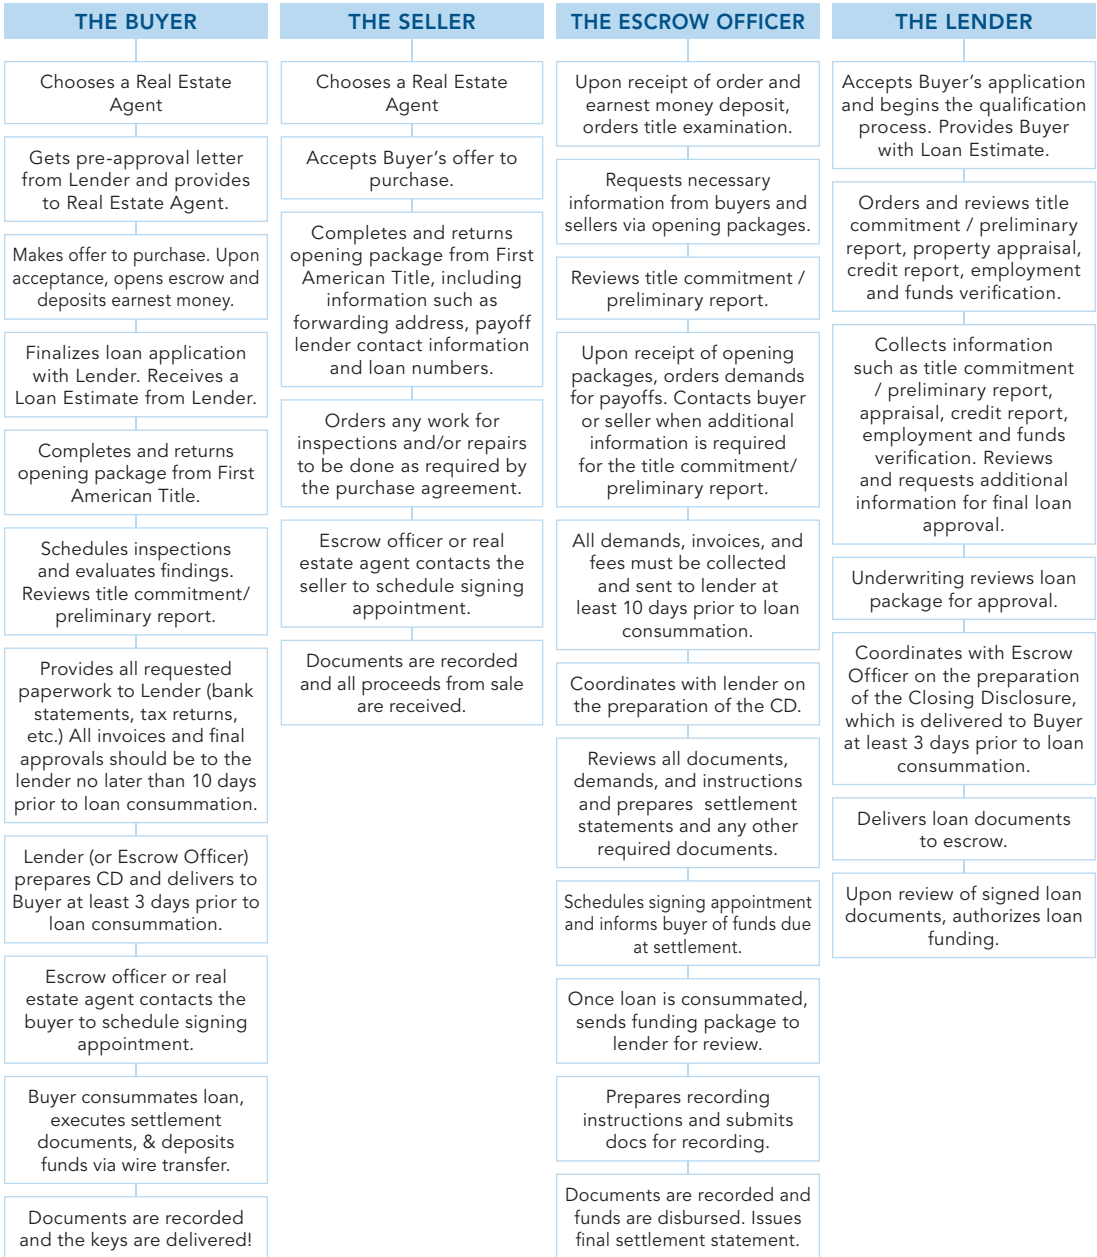 THE BUYER
Chooses a Real Estate
Agent
Gets pre-approval letter
from Lender and provides
to Real Estate Agent.
Makes offer to purchase. Upon
acceptance, opens escrow and
deposits earnest money.
Finalizes loan application
with Lender. Receives a
Loan Estimate from Lender.
Completes and returns
opening package from First
American Title.
Schedules inspections
and evaluates findings.
Reviews title commitment/
preliminary report.
Provides all requested
paperwork to Lender (bank
statements, tax returns,
etc.) All invoices and final
approvals should be to the
lender no later than 10 days
prior to loan consummation.
Lender (or Escrow Officer)
prepares CD and delivers to
Buyer at least 3 days prior to
loan consummation.
Escrow officer or real
estate agent contacts the
buyer to schedule signing
appointment.
Buyer consummates loan,
executes settlement
documents, & deposits
funds via wire transfer.
Documents are recorded
and the keys are delivered!
THE SELLER
Chooses a Real Estate
Agent
Accepts Buyer's offer to
purchase.
Completes and returns
opening package from First
American Title, including
information such as
forwarding address, payoff
lender contact information
and loan numbers.
Orders any work for
inspections and/or repairs
to be done as required by
the purchase agreement.
Escrow officer or real
estate agent contacts the
seller to schedule signing
appointment.
Documents are recorded
and all proceeds from sale
are received.
THE ESCROW OFFICER
Upon receipt of order and
earnest money deposit,
orders title examination.
Requests necessary
information from buyers and
sellers via opening packages.
Reviews title commitment /
preliminary report.
Upon receipt of opening
packages, orders demands
for payoffs. Contacts buyer
or seller when additional
information is required
for the title commitment/
preliminary report.
All demands, invoices, and
fees must be collected
and sent to lender at
least 10 days prior to loan
consummation.
Coordinates with lender on
the preparation of the CD.
Reviews all documents,
demands, and instructions
and prepares settlement
statements and any other
required documents.
Schedules signing appointment
and informs buyer of funds due
at settlement.
Once loan is consummated,
sends funding package to
lender for review.
Prepares recording
instructions and submits
docs for recording.
Documents are recorded and
funds are disbursed. Issues
final settlement statement.
THE LENDER
Accepts Buyer's application
and begins the qualification
process. Provides Buyer
with Loan Estimate.
Orders and reviews title
commitment / preliminary
report, property appraisal,
credit report, employment
and funds verification.
Collects information
such as title commitment
/ preliminary report,
appraisal, credit report,
employment and funds
verification. Reviews
and requests additional
information for final loan
approval.
Underwriting reviews loan
package for approval.
Coordinates with Escrow
Officer on the preparation
of the Closing Disclosure,
which is delivered to Buyer
at least 3 days prior to loan
consummation.
Delivers loan documents
to escrow.
Upon review of signed loan
documents, authorizes loan
funding.